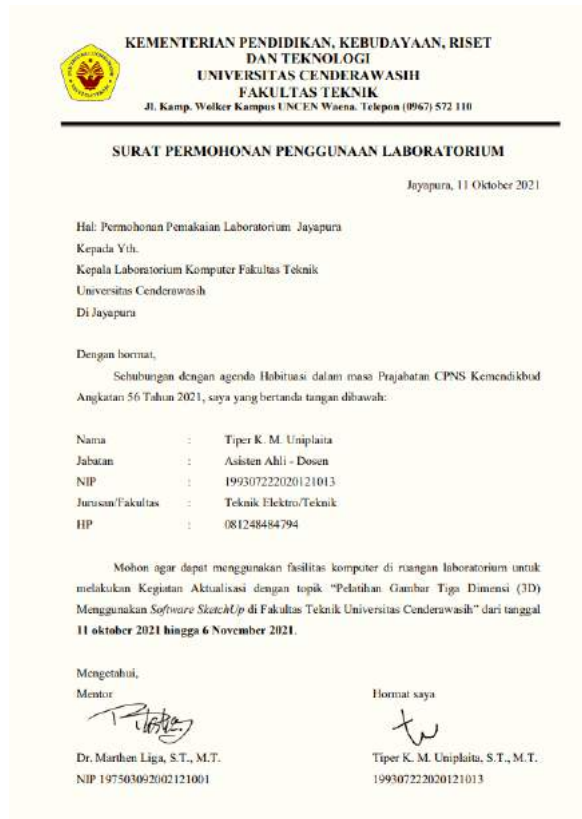 KEMENTERIAN PENDIDIKAN, KEBUDAYAAN, RISET
DAN TEKNOLOGI
UNIVERSITAS CENDERAWASIH
FAKULTAS TEKNIK
Jl. Kamp. Wolker Kampus UNCEN Waena. Telepon (0967) 572 110
SURAT PERMOHONAN PENGGUNAAN LABORATORIUM
Jayapura, 11 Oktober 2021
Hal: Permohonan Pemakaian Laboratorium Jayapura
Kepada Yth.
Kepala Laboratorium Komputer Fakultas Teknik
Universitas Cenderawasih
Di Jayapura
Dengan hormat,
Sehubungan dengan agenda Habituasi dalam masa Prajabatan CPNS Kemendikbud
Angkatan 56 Tahun 2021, saya yang bertanda tangan dibawah:
Nama : Tiper K. M. Uniplaita
Jabatan : Asisten Ahli - Dosen
NIP : 199307222020121013
Jurusan/Fakultas : Teknik Elektro/Teknik
HP : 081248484794
Mohon agar dapat menggunakan fasilitas komputer di ruangan laboratorium untuk
melakukan Kegiatan Aktualisasi dengan topik “Pelatihan Gambar Tiga Dimensi (3D)
Menggunakan Software SketchUp di Fakultas Teknik Universitas Cenderawasih” dari tanggal
11 oktober 2021 hingga 6 November 2021.
Mengetahui,
Mentor Hormat saya
Dr. Marthen Liga, S.T., M.T. Tiper K. M. Uniplaita, S.T., M.T.
NIP 197503092002121001 199307222020121013